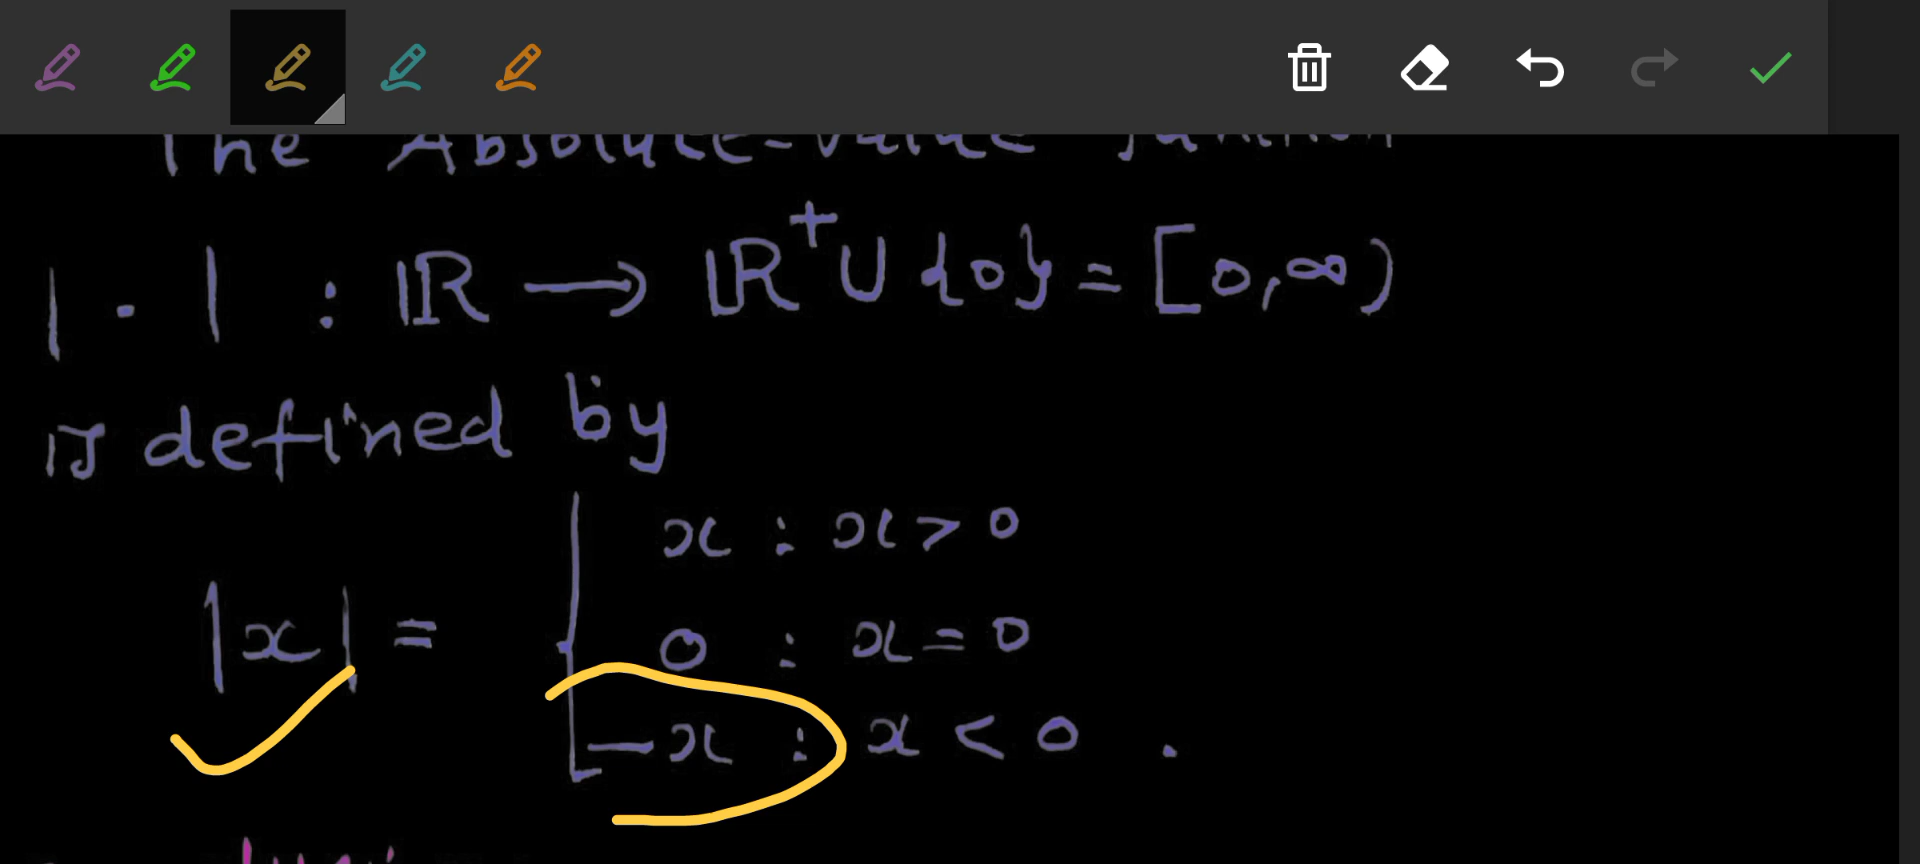 The Absolute-value function
| · | : ℝ → ℝ⁺ ∪ {0} = [0, ∞)
is defined by
x : x > 0
|x| = 0 : x = 0
-x : x < 0 .